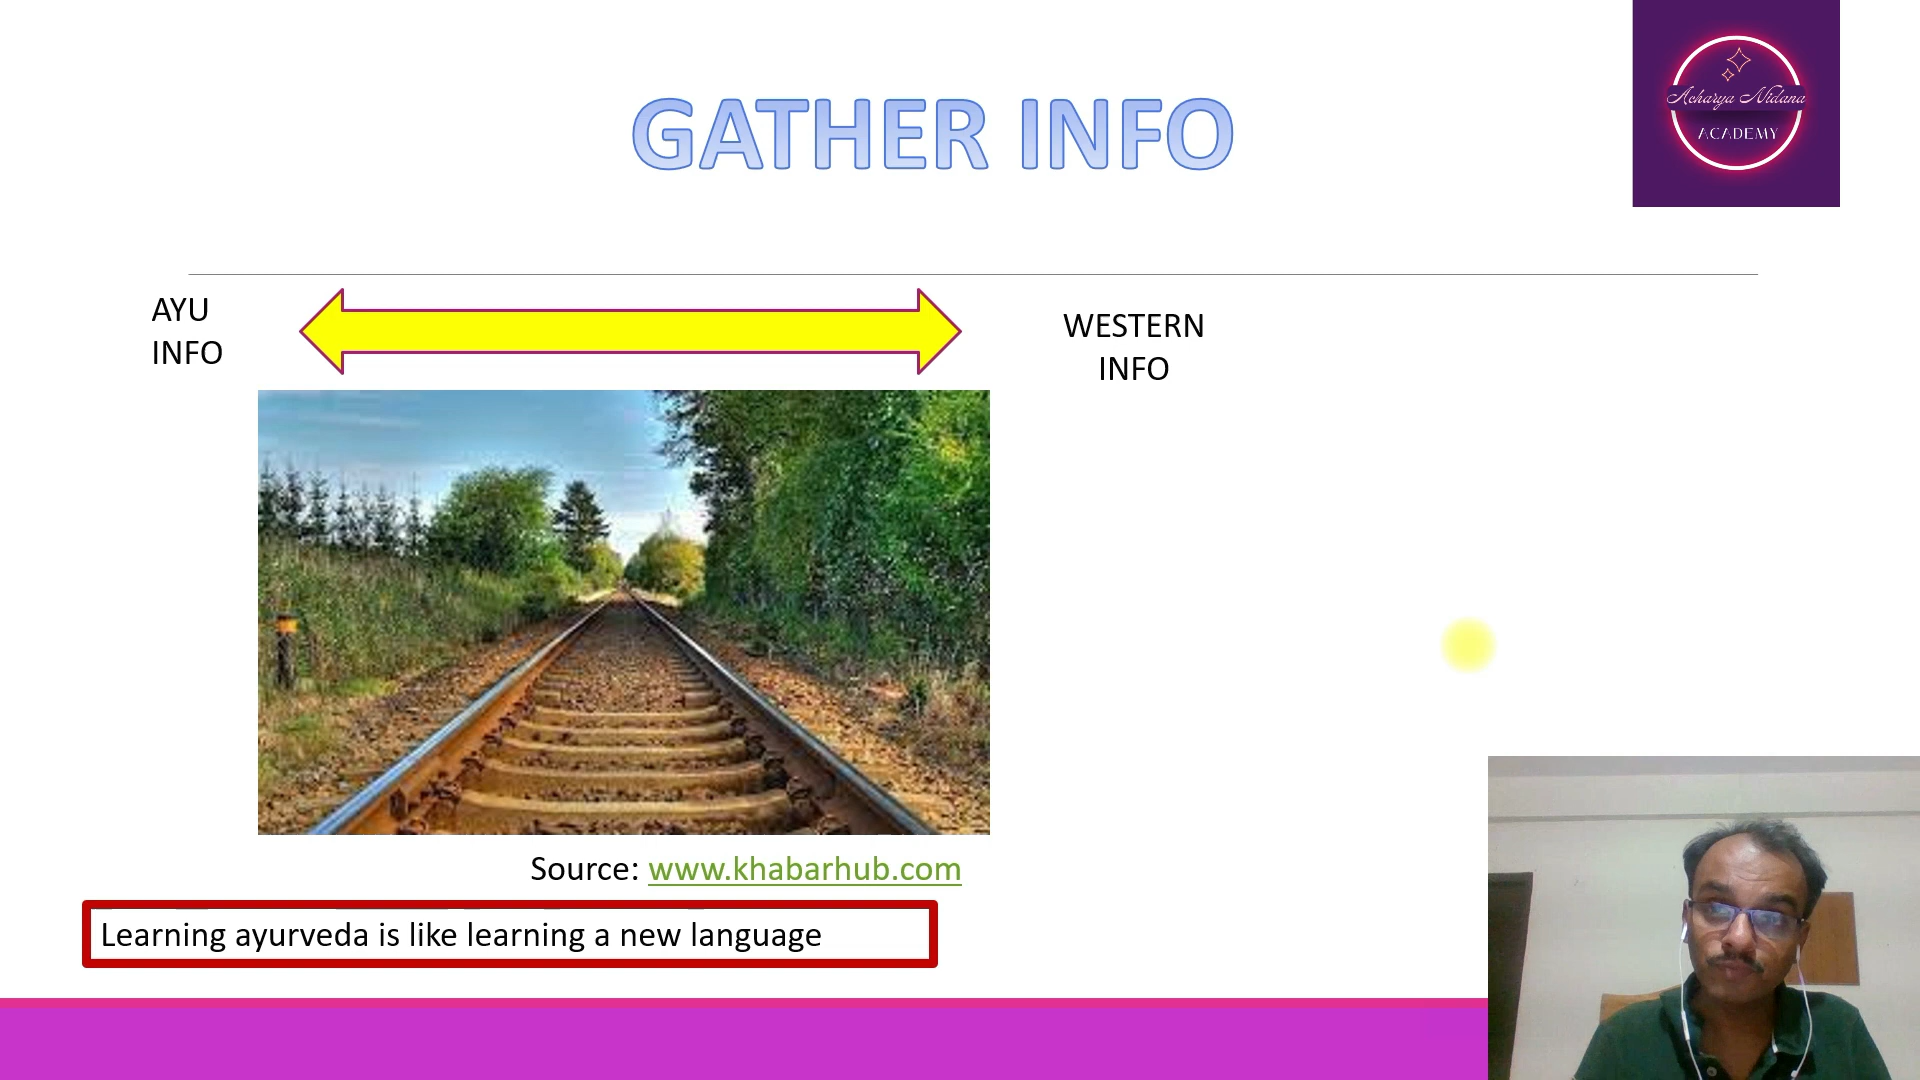 GATHER INFO
Acharya Nidana
ACADEMY
AYU
INFO
WESTERN
INFO
Source: www.khabarhub.com
Learning ayurveda is like learning a new language